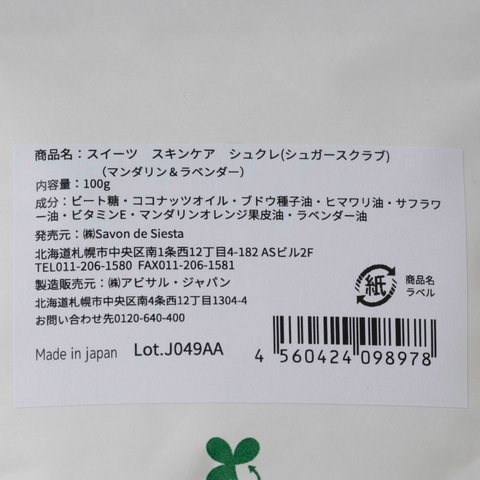 商品名：スイーツ　スキンケア　シュクレ(シュガースクラブ)
（マンダリン＆ラベンダー）
内容量：100g
成分：ビート糖・ココナッツオイル・ブドウ種子油・ヒマワリ油・サフラワ
ー油・ビタミンE・マンダリンオレンジ果皮油・ラベンダー油
発売元：㈱Savon de Siesta
北海道札幌市中央区南1条西12丁目4-182 ASビル2F
TEL011-206-1580  FAX011-206-1581
製造販売元：㈱アビサル・ジャパン
北海道札幌市中央区南4条西12丁目1304-4
お問い合わせ先0120-640-400
紙
商品名
ラベル
Made in japan
Lot.J049AA
4 560424 098978